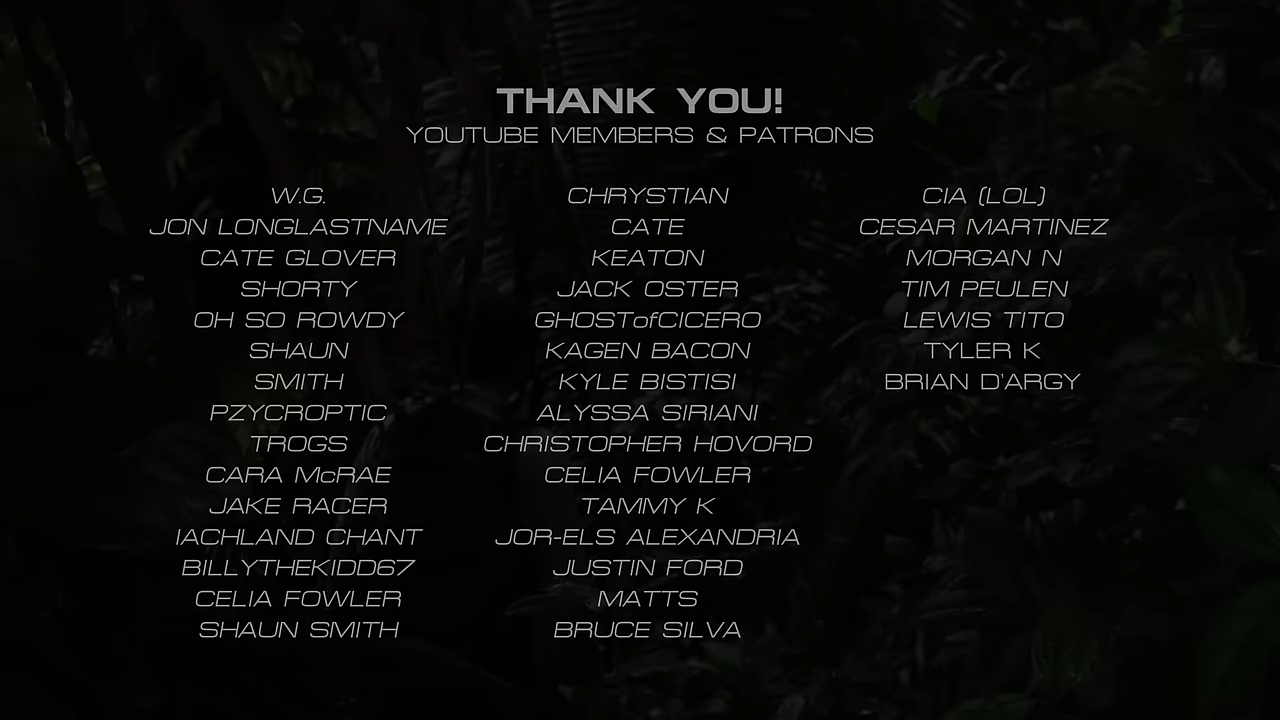 THANK YOU!
YOUTUBE MEMBERS & PATRONS
W.G.
JON LONGLASTNAME
CATE GLOVER
SHORTY
OH SO ROWDY
SHAUN
SMITH
PZYCROPTIC
TROGS
CARA McRAE
JAKE RACER
IACHLAND CHANT
BILLYTHEKIDD67
CELIA FOWLER
SHAUN SMITH
CHRYSTIAN
CATE
KEATON
JACK OSTER
GHOSTofCICERO
KAGEN BACON
KYLE BISTISI
ALYSSA SIRIANI
CHRISTOPHER HOVORD
CELIA FOWLER
TAMMY K
JOR-ELS ALEXANDRIA
JUSTIN FORD
MATTS
BRUCE SILVA
CIA (LOL)
CESAR MARTINEZ
MORGAN N
TIM PEULEN
LEWIS TITO
TYLER K
BRIAN D'ARGY